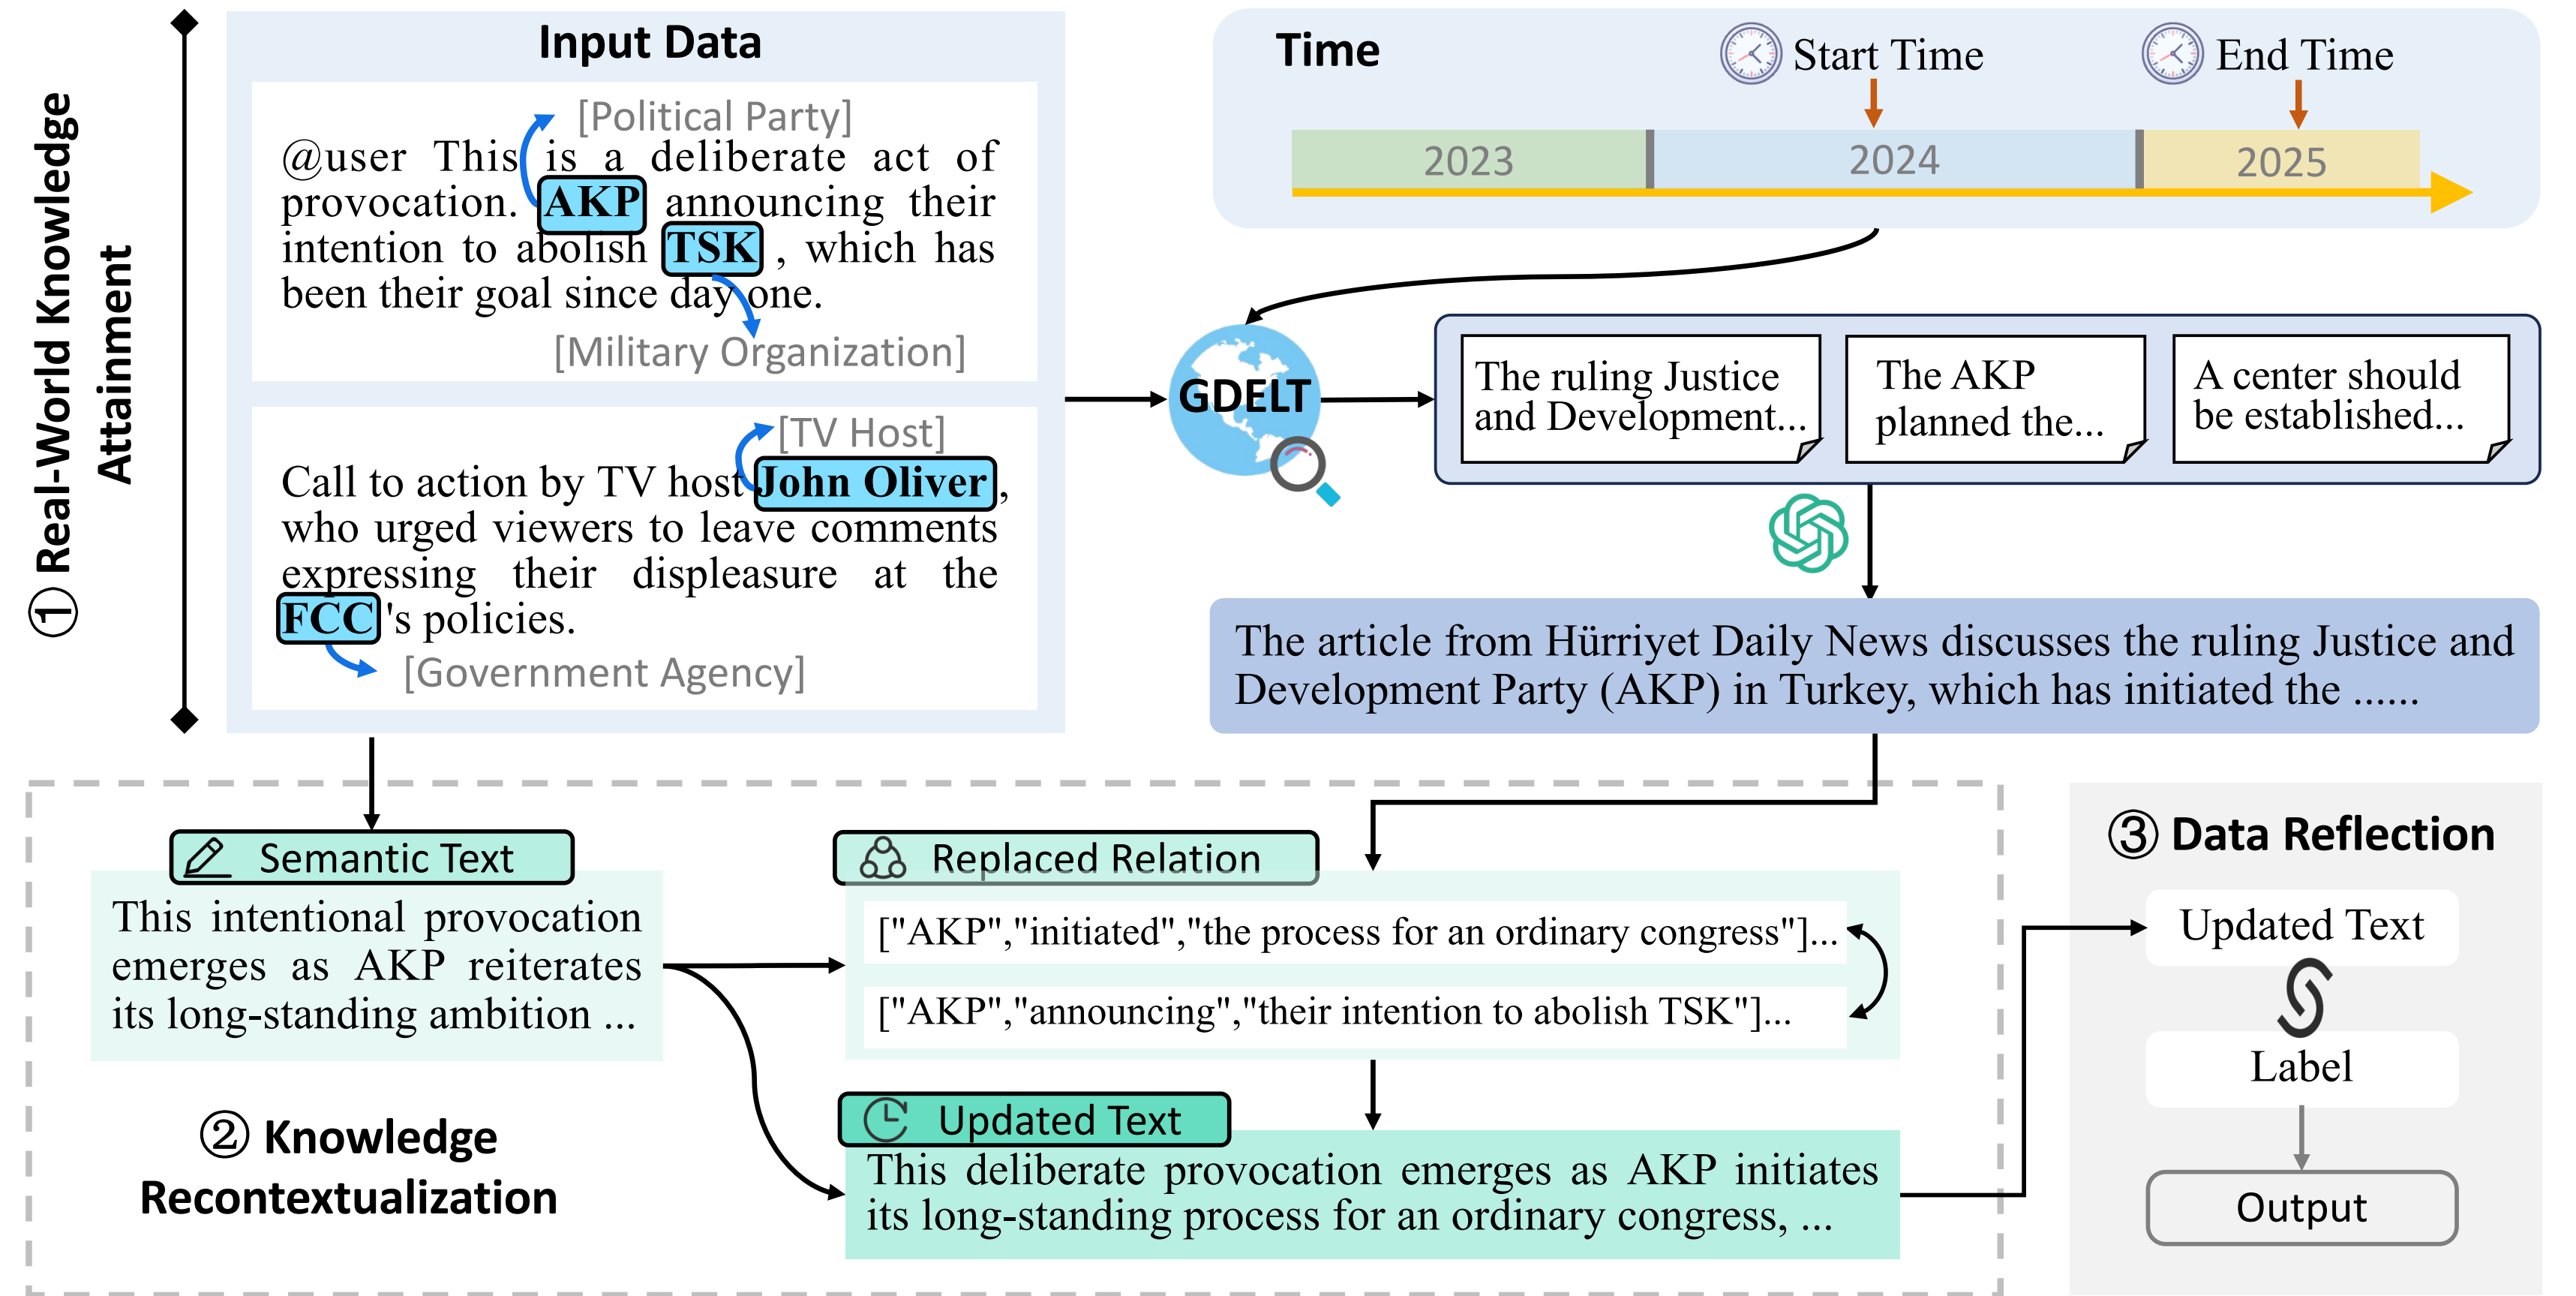 ① Real-World Knowledge
Attainment
Input Data
[Political Party]
@user This is a deliberate act of
provocation. AKP announcing their
intention to abolish TSK , which has
been their goal since day one.
[Military Organization]
[TV Host]
Call to action by TV host John Oliver,
who urged viewers to leave comments
expressing their displeasure at the
FCC 's policies.
[Government Agency]
Time
Start Time
End Time
2023
2024
2025
GDELT
The ruling Justice
and Development...
The AKP
planned the...
A center should
be established...
The article from Hürriyet Daily News discusses the ruling Justice and
Development Party (AKP) in Turkey, which has initiated the ......
Semantic Text
This intentional provocation
emerges as AKP reiterates
its long-standing ambition ...
② Knowledge
Recontextualization
Replaced Relation
["AKP","initiated","the process for an ordinary congress"]...
["AKP","announcing","their intention to abolish TSK"]...
Updated Text
This deliberate provocation emerges as AKP initiates
its long-standing process for an ordinary congress, ...
③ Data Reflection
Updated Text
Label
Output